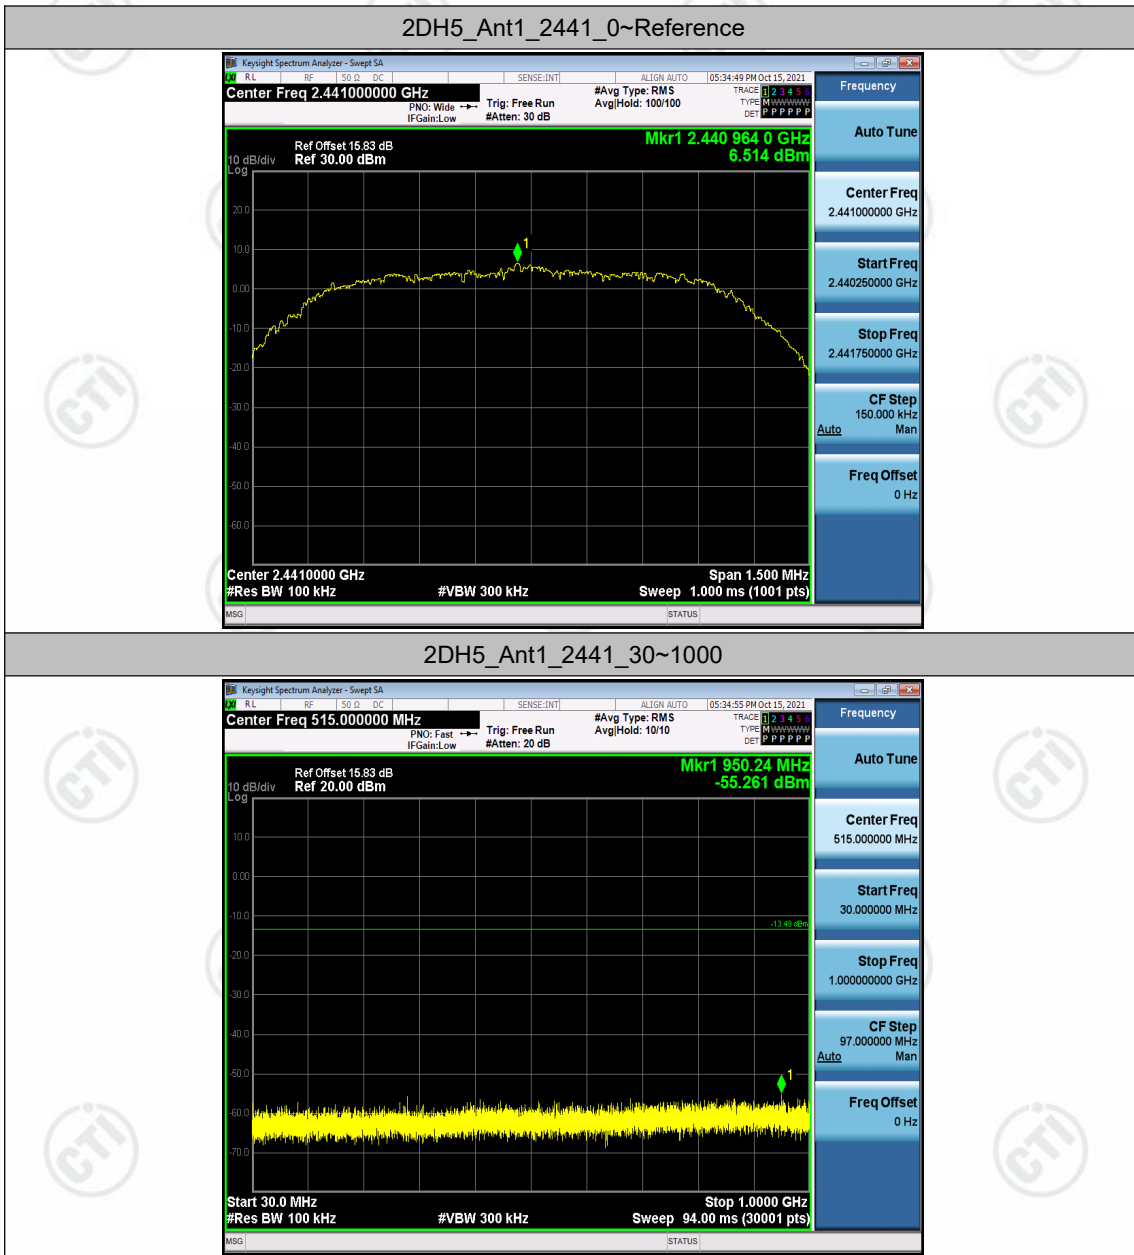 2DH5_Ant1_2441_0~Reference
Keysight Spectrum Analyzer - Swept SA
LXI RL RF 50 Ω DC SENSE:INT ALIGN AUTO 05:34:49 PM Oct 15, 2021
Center Freq 2.441000000 GHz
PNO: Wide
IFGain:Low
Trig: Free Run
#Atten: 30 dB
#Avg Type: RMS
Avg|Hold: 100/100
TRACE 1 2 3 4 5 6
TYPE M WWWWW
DET P P P P P P
Mkr1 2.440 964 0 GHz
6.514 dBm
Ref Offset 15.83 dB
10 dB/div Ref 30.00 dBm
Log
20.0
10.0
0.00
-10.0
-20.0
-30.0
-40.0
-50.0
-60.0
1
Center 2.4410000 GHz Span 1.500 MHz
#Res BW 100 kHz #VBW 300 kHz Sweep 1.000 ms (1001 pts)
MSG STATUS
Frequency
Auto Tune
Center Freq
2.441000000 GHz
Start Freq
2.440250000 GHz
Stop Freq
2.441750000 GHz
CF Step
150.000 kHz
Auto Man
Freq Offset
0 Hz
2DH5_Ant1_2441_30~1000
Keysight Spectrum Analyzer - Swept SA
LXI RL RF 50 Ω DC SENSE:INT ALIGN AUTO 05:34:55 PM Oct 15, 2021
Center Freq 515.000000 MHz
PNO: Fast
IFGain:Low
Trig: Free Run
#Atten: 20 dB
#Avg Type: RMS
Avg|Hold: 10/10
TRACE 1 2 3 4 5 6
TYPE M WWWWW
DET P P P P P P
Mkr1 950.24 MHz
-55.261 dBm
Ref Offset 15.83 dB
10 dB/div Ref 20.00 dBm
Log
10.0
0.00
-10.0
-20.0
-30.0
-40.0
-50.0
-60.0
-70.0
-13.49 dBm
1
Start 30.0 MHz Stop 1.0000 GHz
#Res BW 100 kHz #VBW 300 kHz Sweep 94.00 ms (30001 pts)
MSG STATUS
Frequency
Auto Tune
Center Freq
515.000000 MHz
Start Freq
30.000000 MHz
Stop Freq
1.000000000 GHz
CF Step
97.000000 MHz
Auto Man
Freq Offset
0 Hz
CTI
CTI
CTI
CTI
CTI
CTI